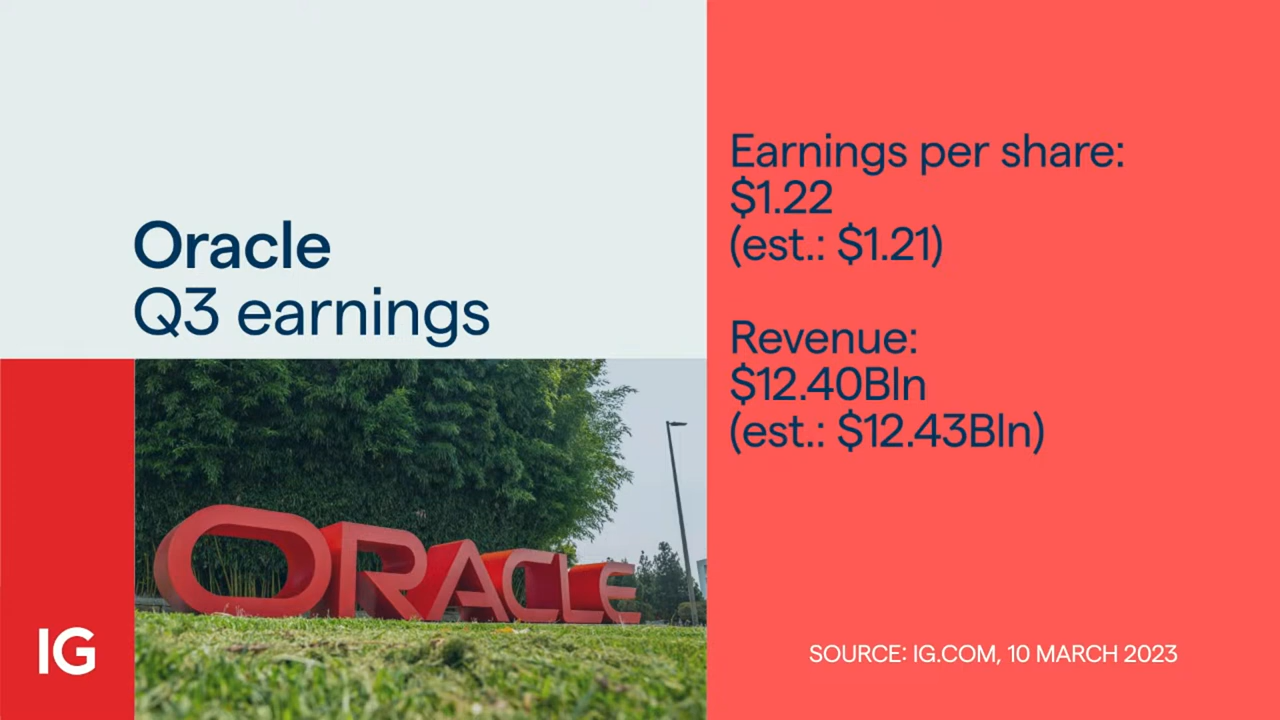 Oracle
Q3 earnings
ORACLE
IG
Earnings per share:
$1.22
(est.: $1.21)
Revenue:
$12.40Bln
(est.: $12.43Bln)
SOURCE: IG.COM, 10 MARCH 2023